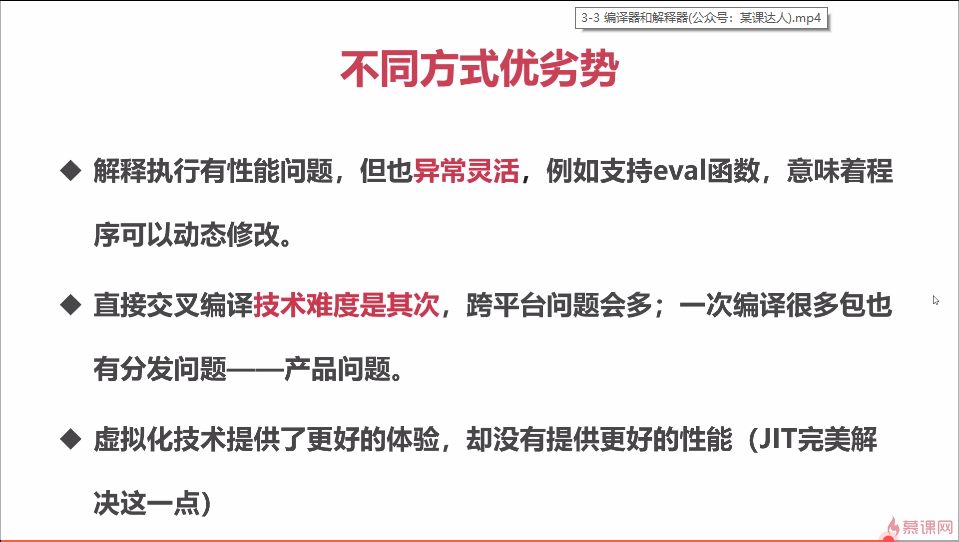 3-3 编译器和解释器(公众号：某课达人).mp4
不同方式优劣势
◆ 解释执行有性能问题，但也异常灵活，例如支持eval函数，意味着程
序可以动态修改。
◆ 直接交叉编译技术难度是其次，跨平台问题会多；一次编译很多包也
有分发问题——产品问题。
◆ 虚拟化技术提供了更好的体验，却没有提供更好的性能（JIT完美解
决这一点）
慕课网